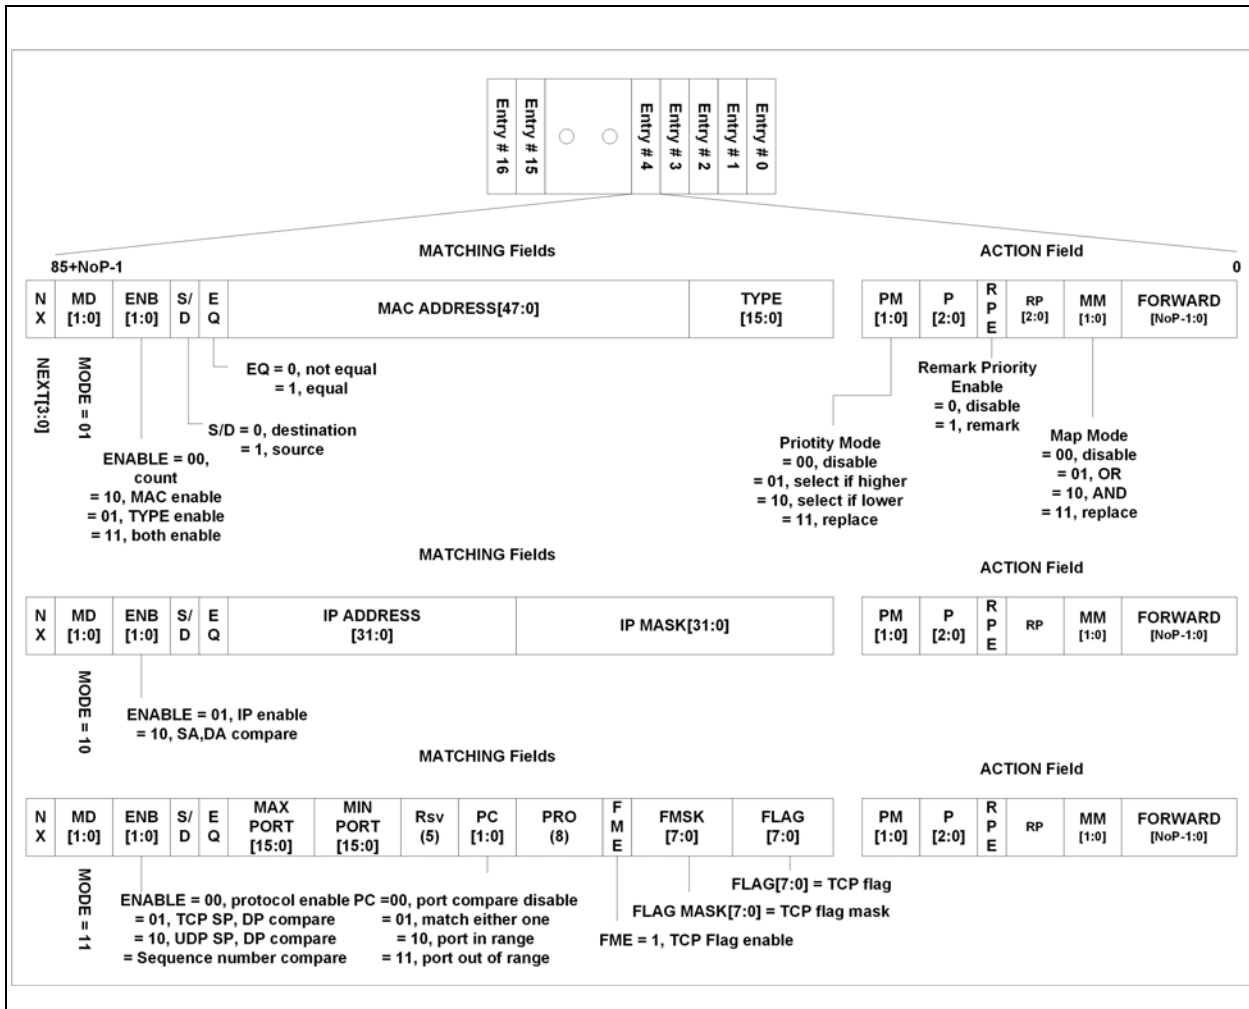 Entry # 16
Entry # 15
Entry # 4
Entry # 3
Entry # 2
Entry # 1
Entry # 0
MATCHING Fields
ACTION Field
85+NoP-1
0
N
X
MD
[1:0]
ENB
[1:0]
S/
D
E
Q
MAC ADDRESS[47:0]
TYPE
[15:0]
PM
[1:0]
P
[2:0]
R
P
E
RP
[2:0]
MM
[1:0]
FORWARD
[NoP-1:0]
NEXT[3:0]
MODE = 01
EQ = 0, not equal
= 1, equal
S/D = 0, destination
= 1, source
ENABLE = 00,
count
= 10, MAC enable
= 01, TYPE enable
= 11, both enable
Remark Priority
Enable
= 0, disable
= 1, remark
Priotity Mode
= 00, disable
= 01, select if higher
= 10, select if lower
= 11, replace
Map Mode
= 00, disable
= 01, OR
= 10, AND
= 11, replace
MATCHING Fields
ACTION Field
N
X
MD
[1:0]
ENB
[1:0]
S/
D
E
Q
IP ADDRESS
[31:0]
IP MASK[31:0]
PM
[1:0]
P
[2:0]
R
P
E
RP
MM
[1:0]
FORWARD
[NoP-1:0]
MODE = 10
ENABLE = 01, IP enable
= 10, SA,DA compare
MATCHING Fields
ACTION Field
N
X
MD
[1:0]
ENB
[1:0]
S/
D
E
Q
MAX
PORT
[15:0]
MIN
PORT
[15:0]
Rsv
(5)
PC
[1:0]
PRO
(8)
F
M
E
FMSK
[7:0]
FLAG
[7:0]
PM
[1:0]
P
[2:0]
R
P
E
RP
MM
[1:0]
FORWARD
[NoP-1:0]
MODE = 11
ENABLE = 00, protocol enable
= 01, TCP SP, DP compare
= 10, UDP SP, DP compare
= Sequence number compare
PC =00, port compare disable
= 01, match either one
= 10, port in range
= 11, port out of range
FLAG[7:0] = TCP flag
FLAG MASK[7:0] = TCP flag mask
FME = 1, TCP Flag enable